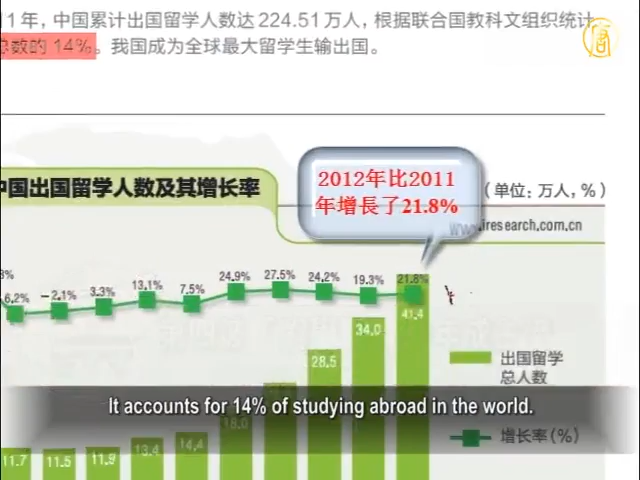 1年，中国累计出国留学人数达 224.51 万人，根据联合国教科文组织统计
总数的 14%。我国成为全球最大留学生输出国。
中国出国留学人数及其增长率
2012年比2011
年增長了21.8%
(单位：万人，%)
www.iresearch.com.cn
3%
-6.2%
-2.1%
3.3%
13.1%
7.5%
24.9%
27.5%
24.2%
19.3%
21.8%
41.4
34.0
28.5
18.0
14.4
13.4
11.9
11.5
11.7
出国留学
总人数
增长率(%)
It accounts for 14% of studying abroad in the world.